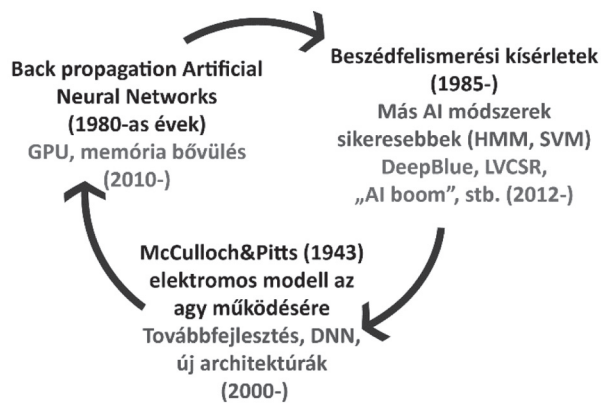 Back propagation Artificial
Neural Networks
(1980-as évek)
GPU, memória bővülés
(2010-)
Beszédfelismerési kísérletek
(1985-)
Más AI módszerek
sikeresebbek (HMM, SVM)
DeepBlue, LVCSR,
„AI boom”, stb. (2012-)
McCulloch&Pitts (1943)
elektromos modell az
agy működésére
Továbbfejlesztés, DNN,
új architektúrák
(2000-)